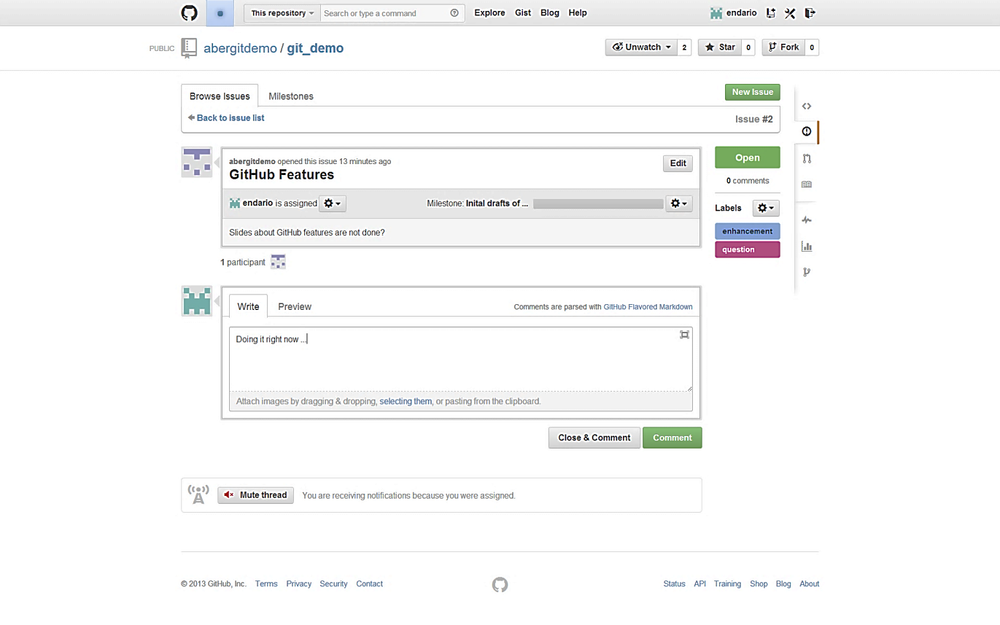 This repository Search or type a command Explore Gist Blog Help endario
PUBLIC abergitdemo / git_demo Unwatch 2 Star 0 Fork 0
Browse Issues Milestones New Issue
Back to issue list Issue #2
abergitdemo opened this issue 13 minutes ago Edit Open
GitHub Features
0 comments
endario is assigned Milestone: Inital drafts of ... Labels
Slides about GitHub features are not done? enhancement
question
1 participant
Write Preview Comments are parsed with GitHub Flavored Markdown
Doing it right now ...
Attach images by dragging & dropping, selecting them, or pasting from the clipboard.
Close & Comment Comment
Mute thread You are receiving notifications because you were assigned.
© 2013 GitHub, Inc. Terms Privacy Security Contact Status API Training Shop Blog About